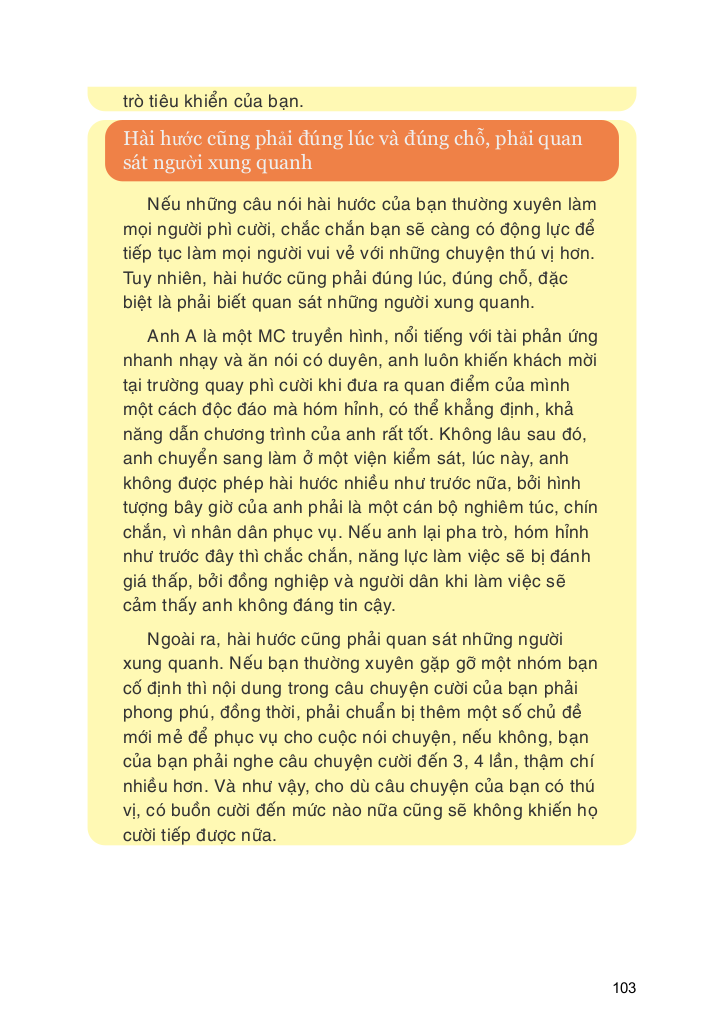 trò tiêu khiển của bạn.
Hài hước cũng phải đúng lúc và đúng chỗ, phải quan
sát người xung quanh
Nếu những câu nói hài hước của bạn thường xuyên làm
mọi người phì cười, chắc chắn bạn sẽ càng có động lực để
tiếp tục làm mọi người vui vẻ với những chuyện thú vị hơn.
Tuy nhiên, hài hước cũng phải đúng lúc, đúng chỗ, đặc
biệt là phải biết quan sát những người xung quanh.
Anh A là một MC truyền hình, nổi tiếng với tài phản ứng
nhanh nhạy và ăn nói có duyên, anh luôn khiến khách mời
tại trường quay phì cười khi đưa ra quan điểm của mình
một cách độc đáo mà hóm hỉnh, có thể khẳng định, khả
năng dẫn chương trình của anh rất tốt. Không lâu sau đó,
anh chuyển sang làm ở một viện kiểm sát, lúc này, anh
không được phép hài hước nhiều như trước nữa, bởi hình
tượng bây giờ của anh phải là một cán bộ nghiêm túc, chín
chắn, vì nhân dân phục vụ. Nếu anh lại pha trò, hóm hỉnh
như trước đây thì chắc chắn, năng lực làm việc sẽ bị đánh
giá thấp, bởi đồng nghiệp và người dân khi làm việc sẽ
cảm thấy anh không đáng tin cậy.
Ngoài ra, hài hước cũng phải quan sát những người
xung quanh. Nếu bạn thường xuyên gặp gỡ một nhóm bạn
cố định thì nội dung trong câu chuyện cười của bạn phải
phong phú, đồng thời, phải chuẩn bị thêm một số chủ đề
mới mẻ để phục vụ cho cuộc nói chuyện, nếu không, bạn
của bạn phải nghe câu chuyện cười đến 3, 4 lần, thậm chí
nhiều hơn. Và như vậy, cho dù câu chuyện của bạn có thú
vị, có buồn cười đến mức nào nữa cũng sẽ không khiến họ
cười tiếp được nữa.
103